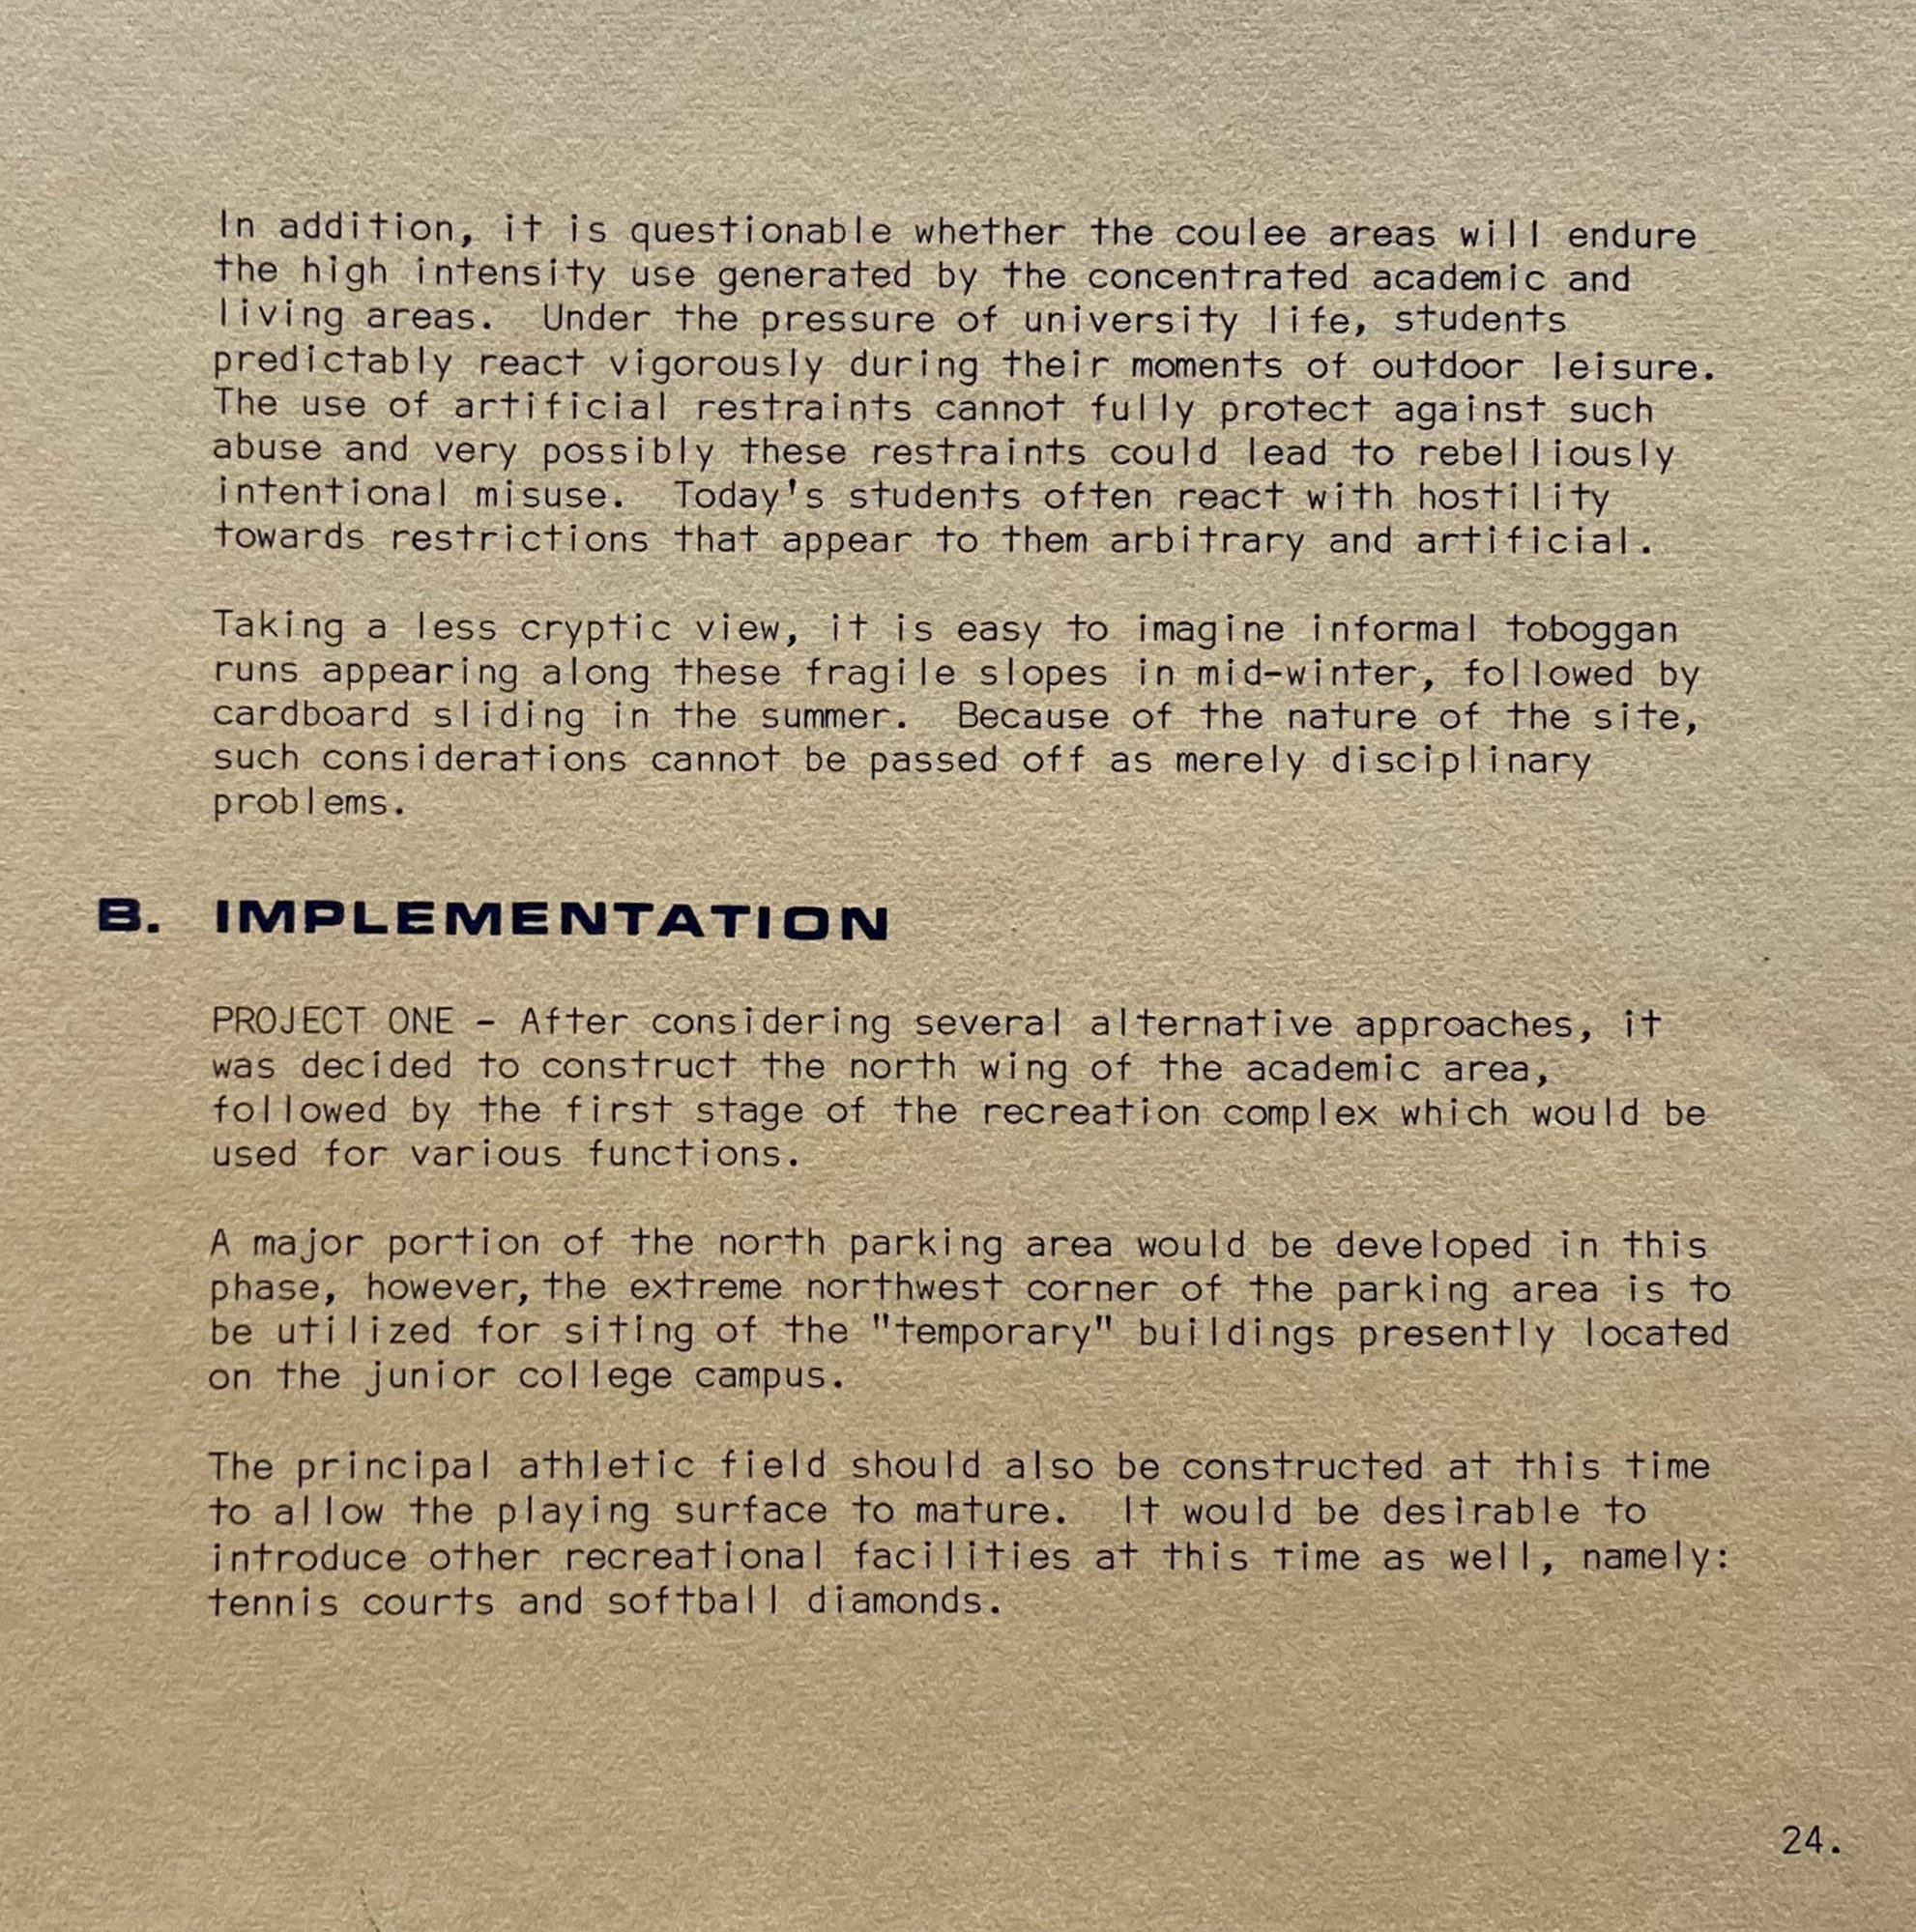 In addition, it is questionable whether the coulee areas will endure
the high intensity use generated by the concentrated academic and
living areas.  Under the pressure of university life, students
predictably react vigorously during their moments of outdoor leisure.
The use of artificial restraints cannot fully protect against such
abuse and very possibly these restraints could lead to rebelliously
intentional misuse.  Today's students often react with hostility
towards restrictions that appear to them arbitrary and artificial.
Taking a less cryptic view, it is easy to imagine informal toboggan
runs appearing along these fragile slopes in mid-winter, followed by
cardboard sliding in the summer.  Because of the nature of the site,
such considerations cannot be passed off as merely disciplinary
problems.
B. IMPLEMENTATION
PROJECT ONE - After considering several alternative approaches, it
was decided to construct the north wing of the academic area,
followed by the first stage of the recreation complex which would be
used for various functions.
A major portion of the north parking area would be developed in this
phase, however, the extreme northwest corner of the parking area is to
be utilized for siting of the "temporary" buildings presently located
on the junior college campus.
The principal athletic field should also be constructed at this time
to allow the playing surface to mature.  It would be desirable to
introduce other recreational facilities at this time as well, namely:
tennis courts and softball diamonds.
24.